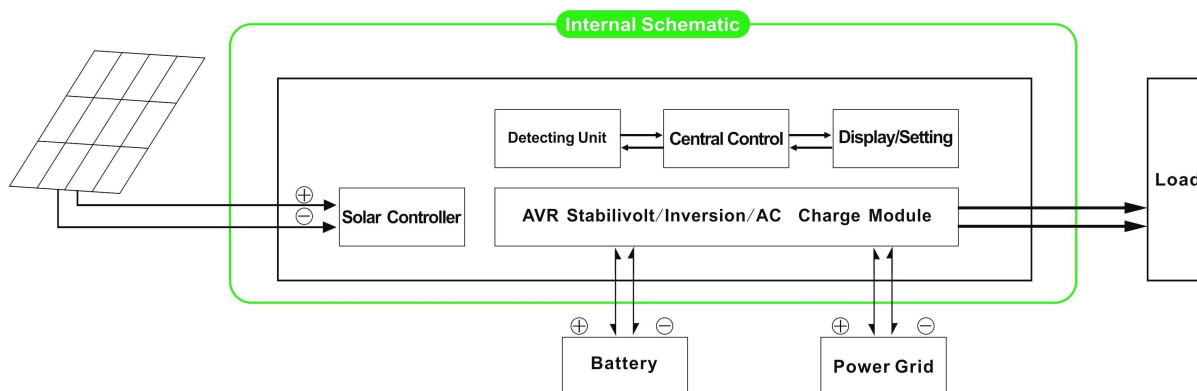 Internal Schematic
Detecting Unit
Central Control
Display/Setting
Load
⊕
⊖
Solar Controller
AVR Stabilivolt/Inversion/AC Charge Module
⊕ ⊖
⊕ ⊖
Battery
Power Grid